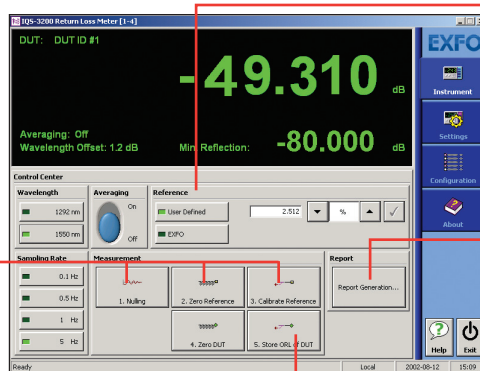 IQS-3200 Return Loss Meter [1-4]
DUT: DUT ID #1
-49.310 dB
Averaging: Off
Wavelength Offset: 1.2 dB
Min. Reflection: -80.000 dB
EXFO
Instrument
Settings
Configuration
About
Control Center
Wavelength
1292 nm
1550 nm
Averaging
On
Off
Reference
User Defined
2.512
%
EXFO
Sampling Rate
0.1 Hz
0.5 Hz
1 Hz
5 Hz
Measurement
1. Nulling
2. Zero Reference
3. Calibrate Reference
4. Zero DUT
5. Store ORL of DUT
Report
Report Generation...
Help
Exit
Ready
Local
2002-08-12
15:09